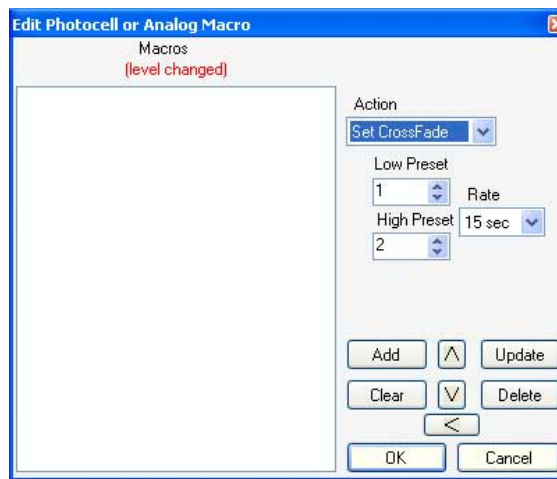 Edit Photocell or Analog Macro
Macros
(level changed)
Action
Set CrossFade
Low Preset
1
Rate
15 sec
High Preset
2
Add
Λ
Update
Clear
V
Delete
<
OK
Cancel